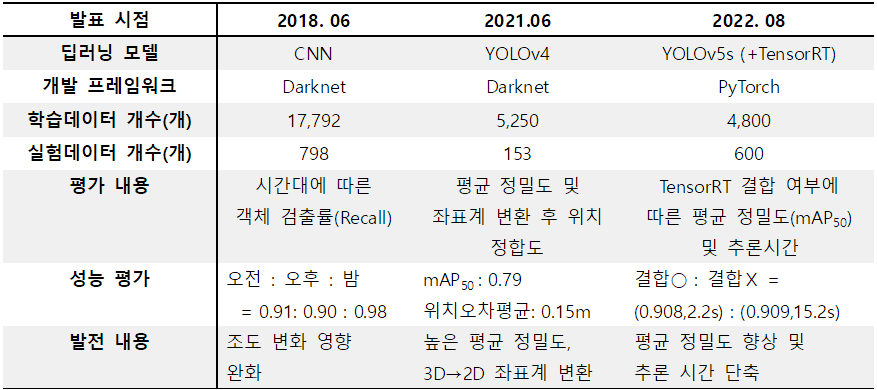 발표 시점 2018. 06 2021.06 2022. 08
딥러닝 모델 CNN YOLOv4 YOLOv5s (+TensorRT)
개발 프레임워크 Darknet Darknet PyTorch
학습데이터 개수(개) 17,792 5,250 4,800
실험데이터 개수(개) 798 153 600
평가 내용 시간대에 따른 평균 정밀도 및 TensorRT 결합 여부에
객체 검출률(Recall) 좌표계 변환 후 위치 따른 평균 정밀도(mAP50)
정합도 및 추론시간
성능 평가 오전 : 오후 : 밤 mAP50 : 0.79 결합○ : 결합X =
= 0.91: 0.90 : 0.98 위치오차평균: 0.15m (0.908,2.2s) : (0.909,15.2s)
발전 내용 조도 변화 영향 높은 평균 정밀도, 평균 정밀도 향상 및
완화 3D→2D 좌표계 변환 추론 시간 단축